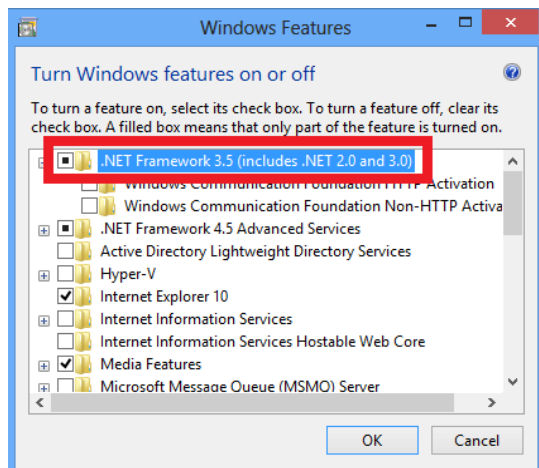 Windows Features
Turn Windows features on or off
To turn a feature on, select its check box. To turn a feature off, clear its
check box. A filled box means that only part of the feature is turned on.
.NET Framework 3.5 (includes .NET 2.0 and 3.0)
Windows Communication Foundation HTTP Activation
Windows Communication Foundation Non-HTTP Activa
.NET Framework 4.5 Advanced Services
Active Directory Lightweight Directory Services
Hyper-V
Internet Explorer 10
Internet Information Services
Internet Information Services Hostable Web Core
Media Features
Microsoft Message Queue (MSMQ) Server
OK
Cancel